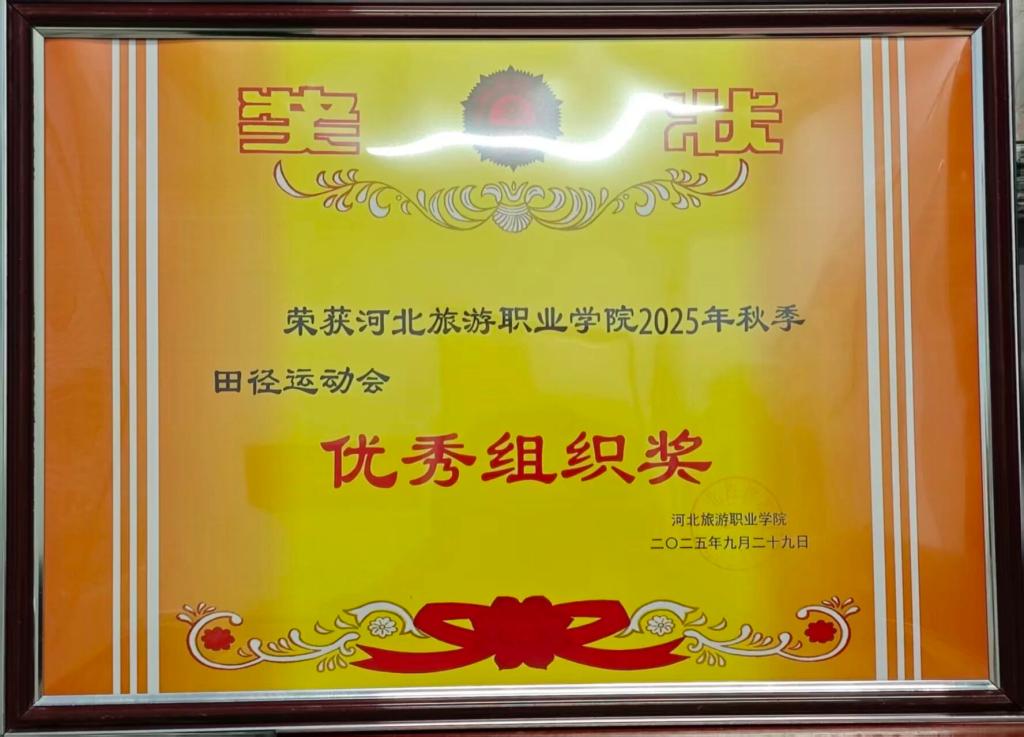 奖 状
荣获河北旅游职业学院2025年秋季
田径运动会
优秀组织奖
河北旅游职业学院
二〇二五年九月二十九日